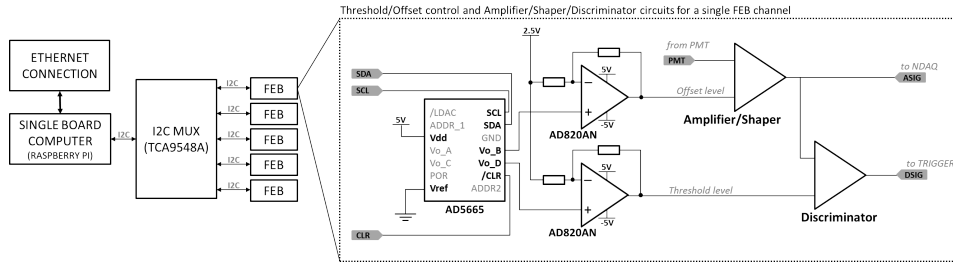 Threshold/Offset control and Amplifier/Shaper/Discriminator circuits for a single FEB channel
ETHERNET
CONNECTION
SINGLE BOARD
COMPUTER
(RASPBERRY PI)
I2C
I2C MUX
(TCA9548A)
I2C
FEB
I2C
FEB
I2C
FEB
I2C
FEB
I2C
FEB
SDA
SCL
CLR
5V
/LDAC
ADDR_1
Vdd
Vo_A
Vo_C
POR
Vref
SCL
SDA
GND
Vo_B
Vo_D
/CLR
ADDR2
AD5665
2.5V
5V
-5V
AD820AN
5V
-5V
AD820AN
from PMT
PMT
Offset level
Amplifier/Shaper
to NDAQ
ASIG
Threshold level
to TRIGGER
DSIG
Discriminator